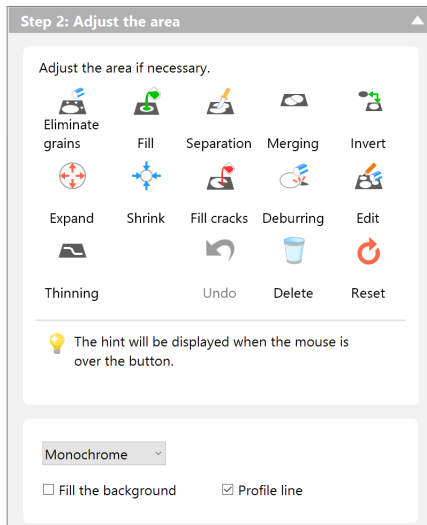 Step 2: Adjust the area
Adjust the area if necessary.
Eliminate
grains Fill Separation Merging Invert
Expand Shrink Fill cracks Deburring Edit
Thinning Undo Delete Reset
The hint will be displayed when the mouse is
over the button.
Monochrome
Fill the background Profile line